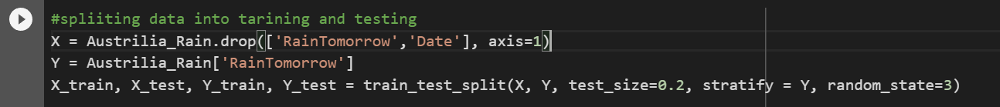 #spliiting data into tarining and testing
X = Austrilia_Rain.drop(['RainTomorrow','Date'], axis=1)
Y = Austrilia_Rain['RainTomorrow']
X_train, X_test, Y_train, Y_test = train_test_split(X, Y, test_size=0.2, stratify = Y, random_state=3)